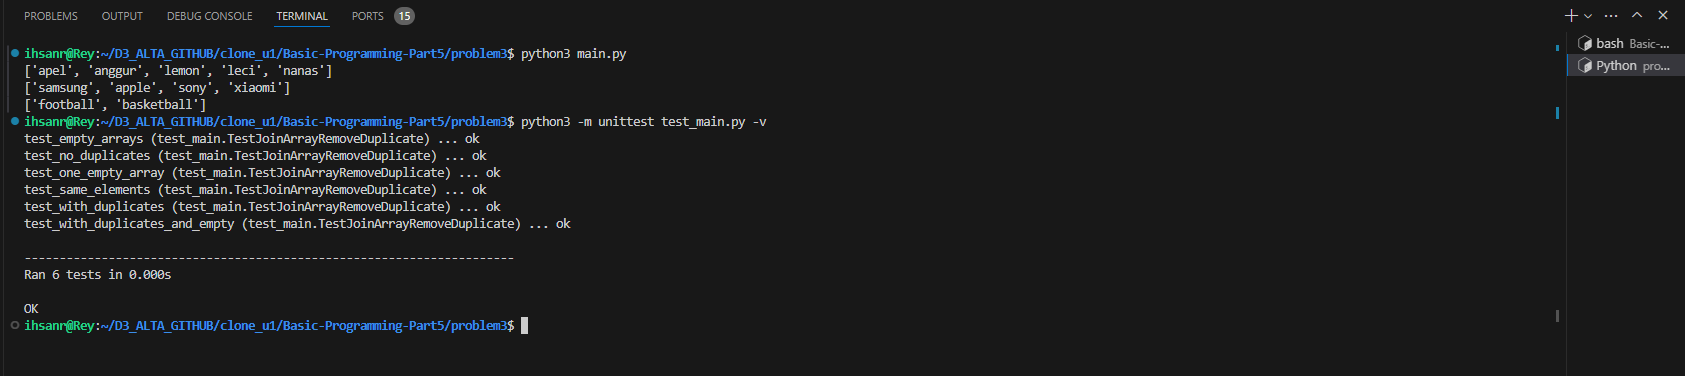 PROBLEMS OUTPUT DEBUG CONSOLE TERMINAL PORTS 15
ihsanr@Rey:~/D3_ALTA_GITHUB/clone_u1/Basic-Programming-Part5/problem3$ python3 main.py
['apel', 'anggur', 'lemon', 'leci', 'nanas']
['samsung', 'apple', 'sony', 'xiaomi']
['football', 'basketball']
ihsanr@Rey:~/D3_ALTA_GITHUB/clone_u1/Basic-Programming-Part5/problem3$ python3 -m unittest test_main.py -v
test_empty_arrays (test_main.TestJoinArrayRemoveDuplicate) ... ok
test_no_duplicates (test_main.TestJoinArrayRemoveDuplicate) ... ok
test_one_empty_array (test_main.TestJoinArrayRemoveDuplicate) ... ok
test_same_elements (test_main.TestJoinArrayRemoveDuplicate) ... ok
test_with_duplicates (test_main.TestJoinArrayRemoveDuplicate) ... ok
test_with_duplicates_and_empty (test_main.TestJoinArrayRemoveDuplicate) ... ok
----------------------------------------------------------------------
Ran 6 tests in 0.000s
OK
ihsanr@Rey:~/D3_ALTA_GITHUB/clone_u1/Basic-Programming-Part5/problem3$
bash Basic-...
Python pro...